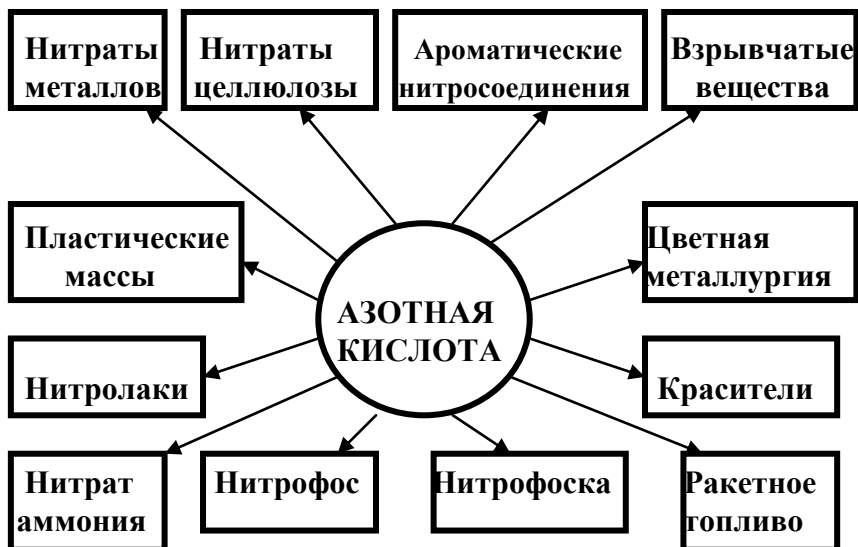 Нитраты
металлов
Нитраты
целлюлозы
Ароматические
нитросоединения
Взрывчатые
вещества
Пластические
массы
Цветная
металлургия
АЗОТНАЯ
КИСЛОТА
Нитролаки
Красители
Нитрат
аммония
Нитрофос
Нитрофоска
Ракетное
топливо